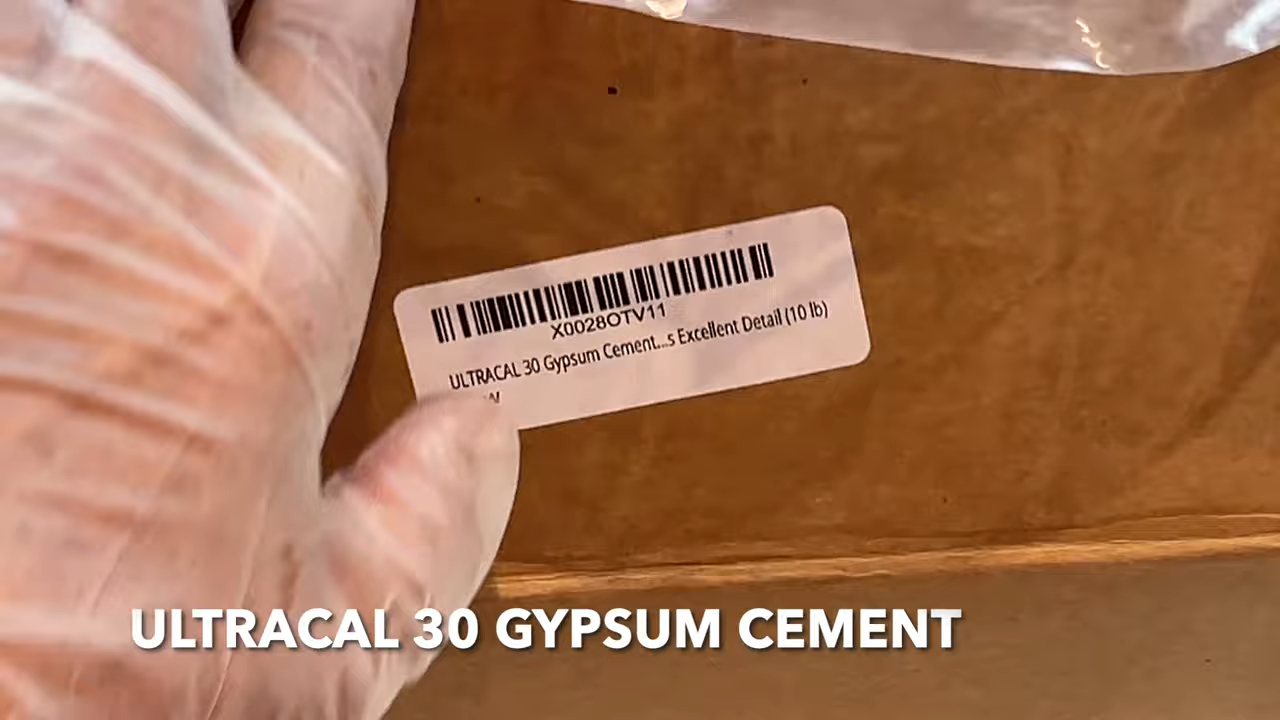 X0028OTV11
ULTRACAL 30 Gypsum Cement...s Excellent Detail (10 lb)
ULTRACAL 30 GYPSUM CEMENT